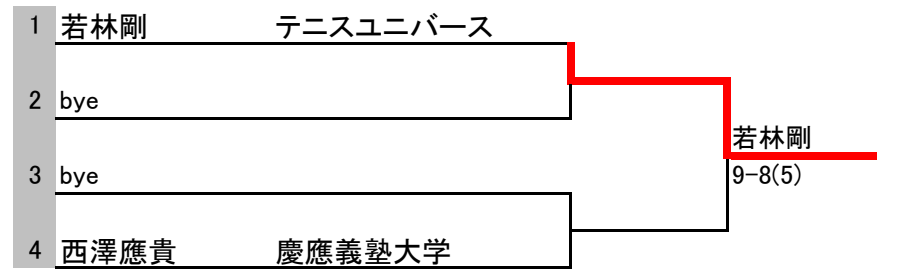 1 若林剛 テニスユニバース
2 bye
若林剛
3 bye
9-8(5)
4 西澤應貴 慶應義塾大学